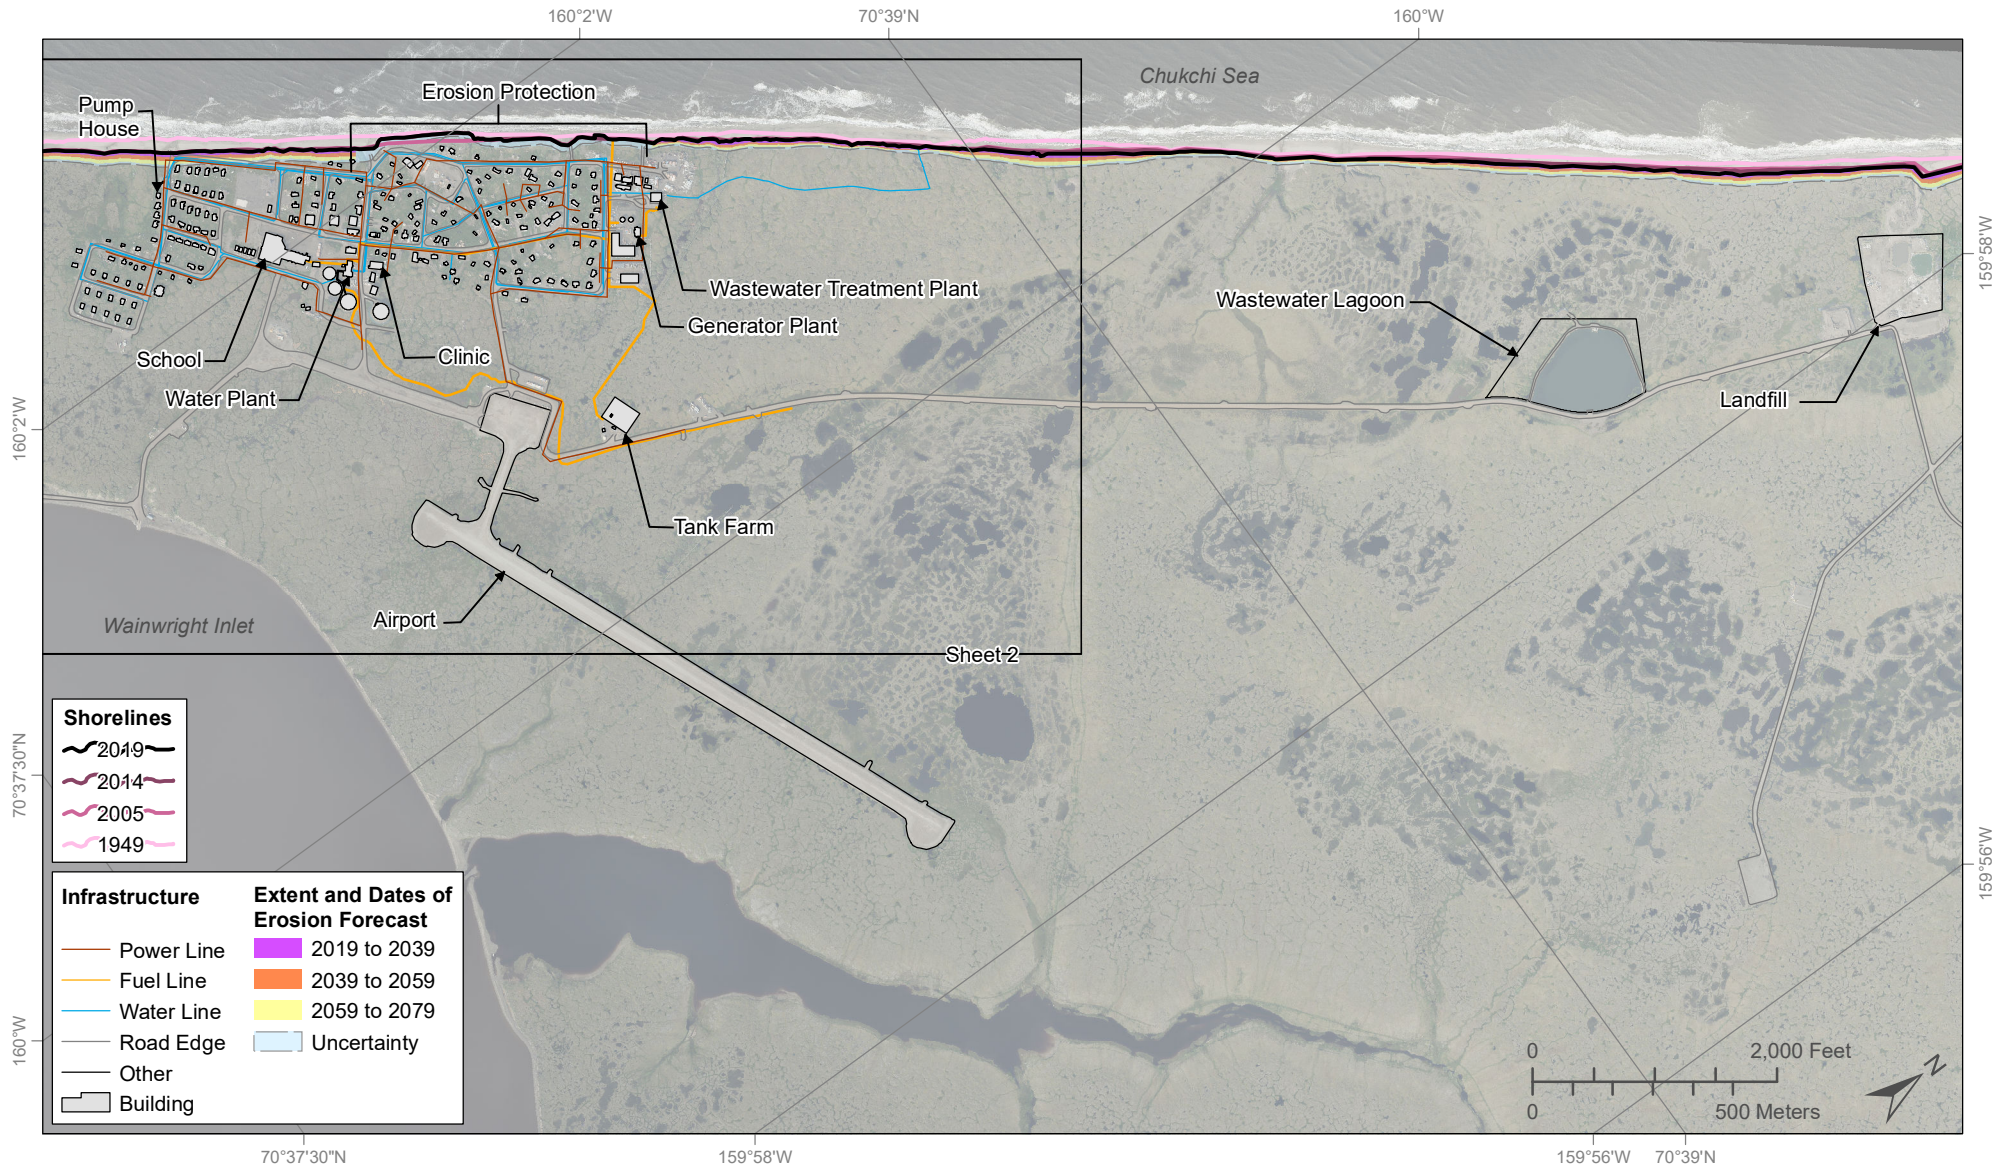 160°2'W
70°39'N
160°W
Chukchi Sea
Erosion Protection
Pump
House
159°58'W
Wastewater Treatment Plant
Wastewater Lagoon
Generator Plant
School
Clinic
Water Plant
Landfill
160°2'W
Tank Farm
Airport
Wainwright Inlet
Sheet 2
Shorelines
2019
2014
2005
1949
70°37'30"N
159°56'W
Infrastructure
Power Line
Fuel Line
Water Line
Road Edge
Other
Building
Extent and Dates of
Erosion Forecast
2019 to 2039
2039 to 2059
2059 to 2079
Uncertainty
160°W
0
2,000 Feet
0
500 Meters
N
70°37'30"N
159°58'W
159°56'W
70°39'N